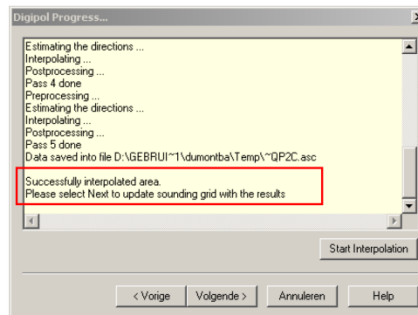 Digipol Progress...
Estimating the directions ...
Interpolating ...
Postprocessing ...
Pass 4 done
Preprocessing ...
Estimating the directions ...
Interpolating ...
Postprocessing ...
Pass 5 done
Data saved into file D:\GEBRUI~1\dumontba\Temp\~QP2C.asc
Successfully interpolated area.
Please select Next to update sounding grid with the results
Start Interpolation
< Vorige
Volgende >
Annuleren
Help